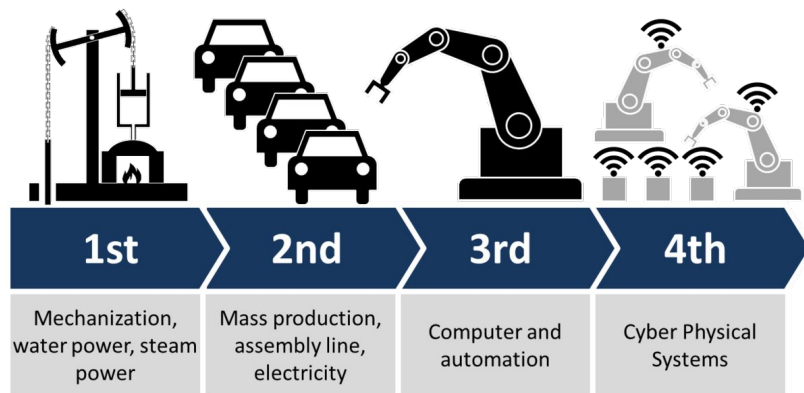 1st
2nd
3rd
4th
Mechanization,
water power, steam
power
Mass production,
assembly line,
electricity
Computer and
automation
Cyber Physical
Systems